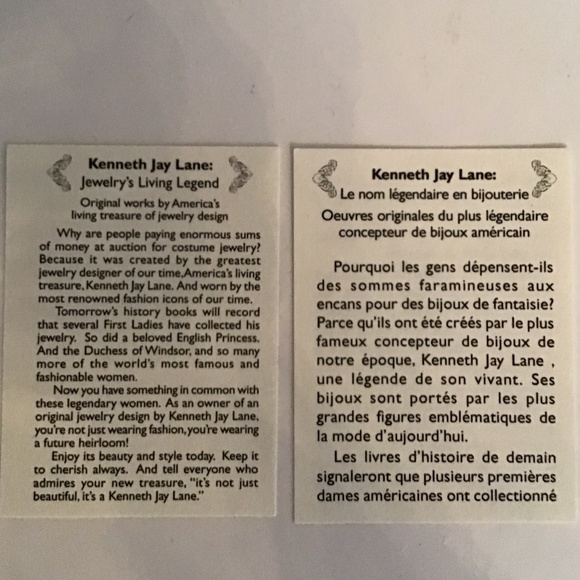 Kenneth Jay Lane:
Jewelry's Living Legend
Original works by America's
living treasure of jewelry design
Why are people paying enormous sums
of money at auction for costume jewelry?
Because it was created by the greatest
jewelry designer of our time,America's living
treasure, Kenneth Jay Lane. And worn by the
most renowned fashion icons of our time.
Tomorrow's history books will record
that several First Ladies have collected his
jewelry. So did a beloved English Princess.
And the Duchess of Windsor, and so many
more of the world's most famous and
fashionable women.
Now you have something in common with
these legendary women. As an owner of an
original jewelry design by Kenneth Jay Lane,
you're not just wearing fashion,you're wearing
a future heirloom!
Enjoy its beauty and style today. Keep it
to cherish always. And tell everyone who
admires your new treasure, "it's not just
beautiful, it's a Kenneth Jay Lane."
Kenneth Jay Lane:
Le nom légendaire en bijouterie
Oeuvres originales du plus légendaire
concepteur de bijoux américain
Pourquoi les gens dépensent-ils
des sommes faramineuses aux
encans pour des bijoux de fantaisie?
Parce qu'ils ont été créés par le plus
fameux concepteur de bijoux de
notre époque, Kenneth Jay Lane ,
une légende de son vivant. Ses
bijoux sont portés par les plus
grandes figures emblématiques de
la mode d'aujourd'hui.
Les livres d'histoire de demain
signaleront que plusieurs premières
dames américaines ont collectionné